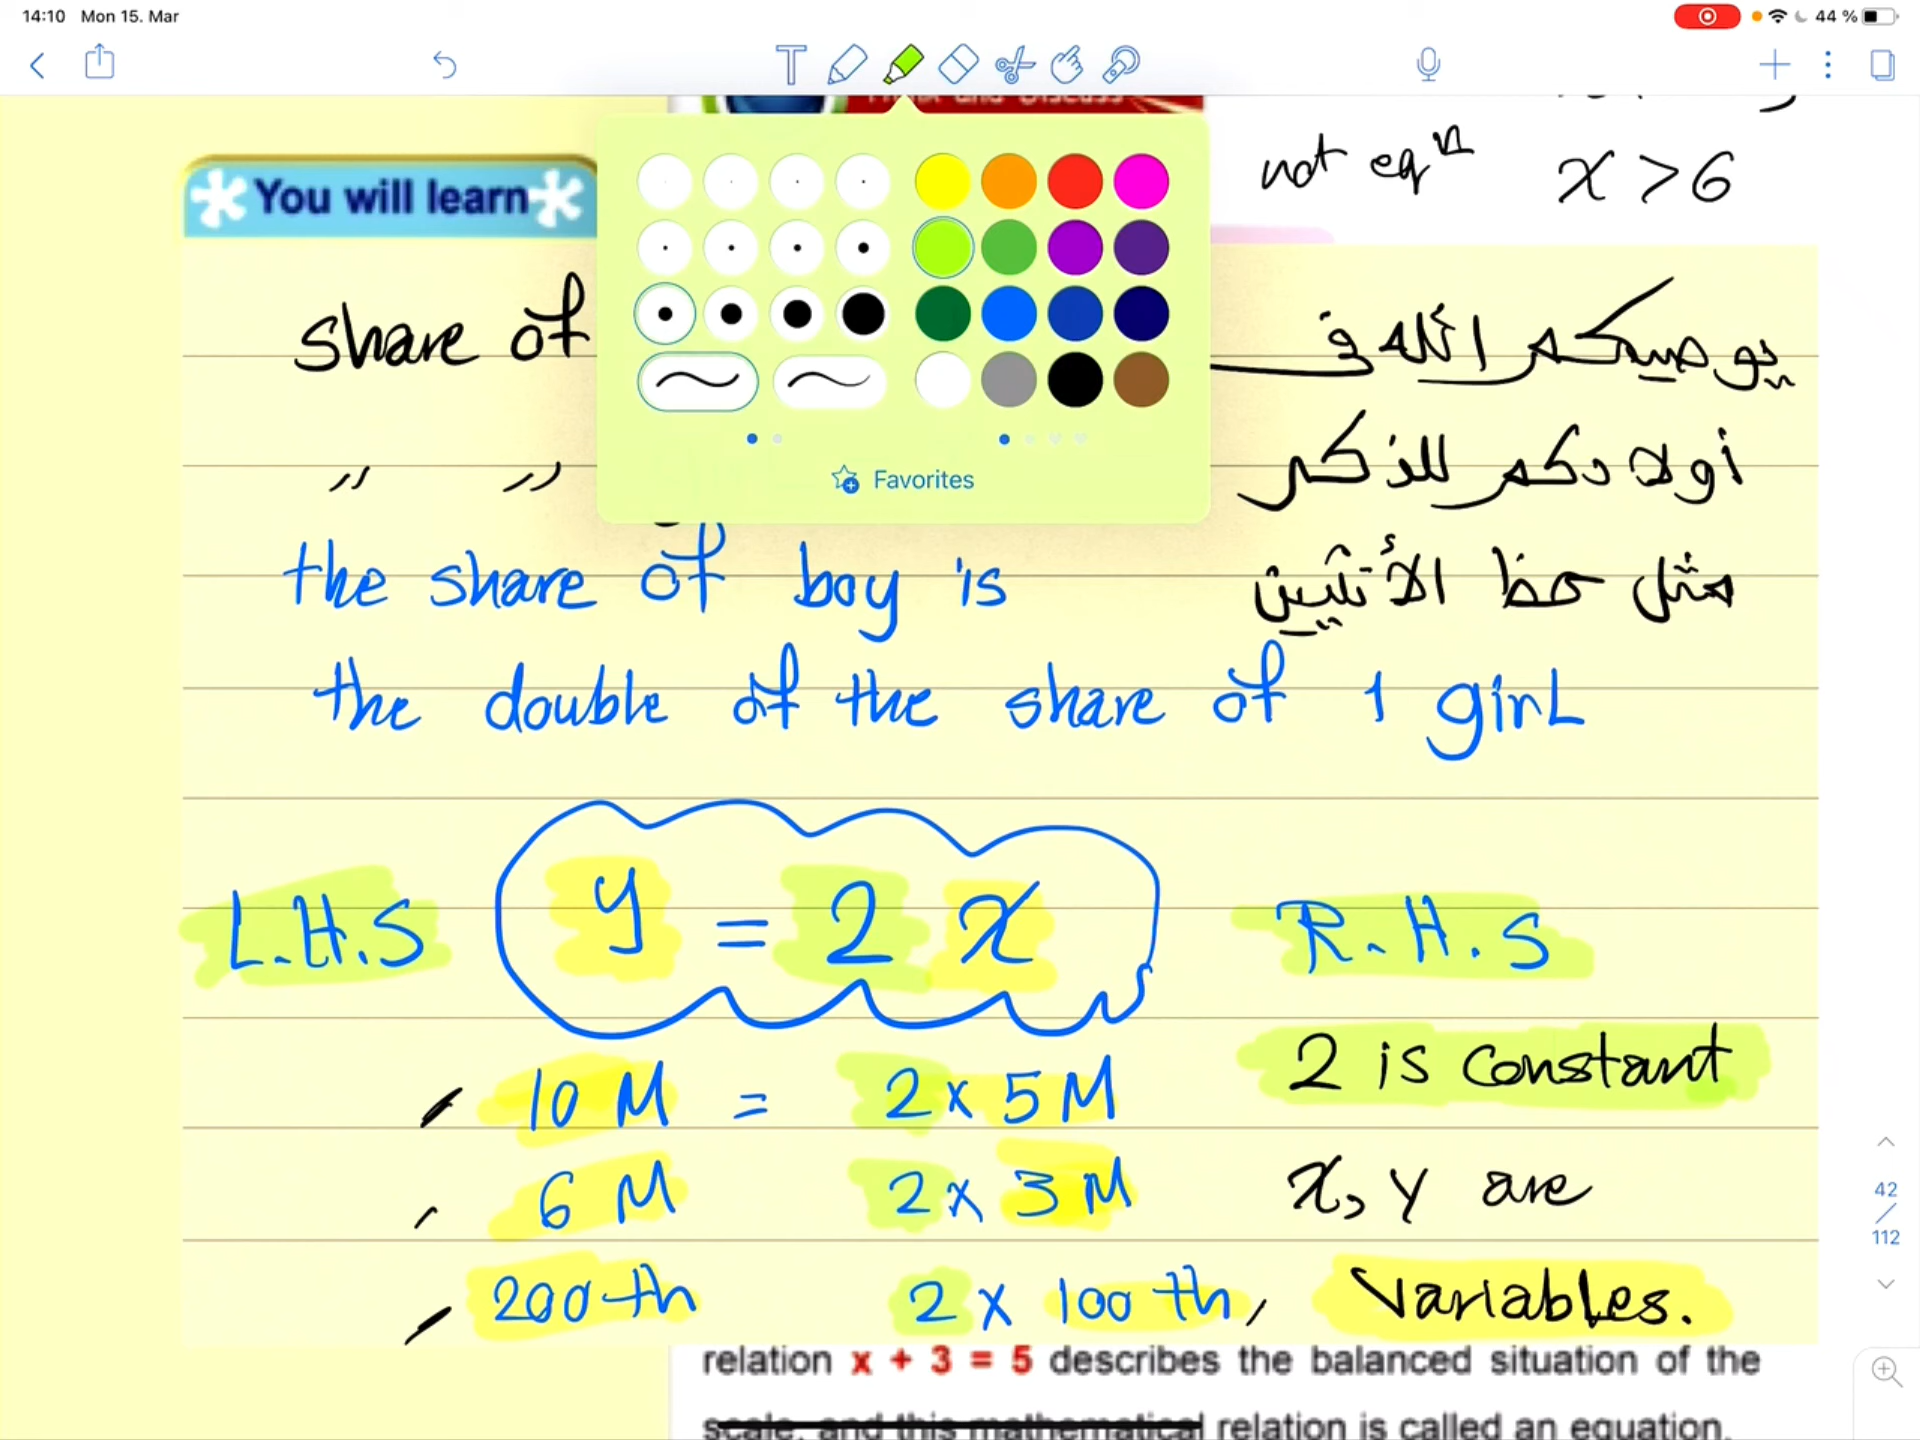 14:10 Mon 15. Mar
44 %
not eqn x > 6
You will learn
share of
يوصيكم الله في
" "
أولادكم للذكر
Favorites
the share of boy is
مثل حظ الأنثيين
the double of the share of 1 girL
L.H.S y = 2 x R.H.S
2 is constant
10 M = 2 x 5 M
6 M 2 x 3 M
x, y are
200 th 2 x 100 th,
Variables.
42
/
112
relation x + 3 = 5 describes the balanced situation of the
scale, and this mathematical relation is called an equation.